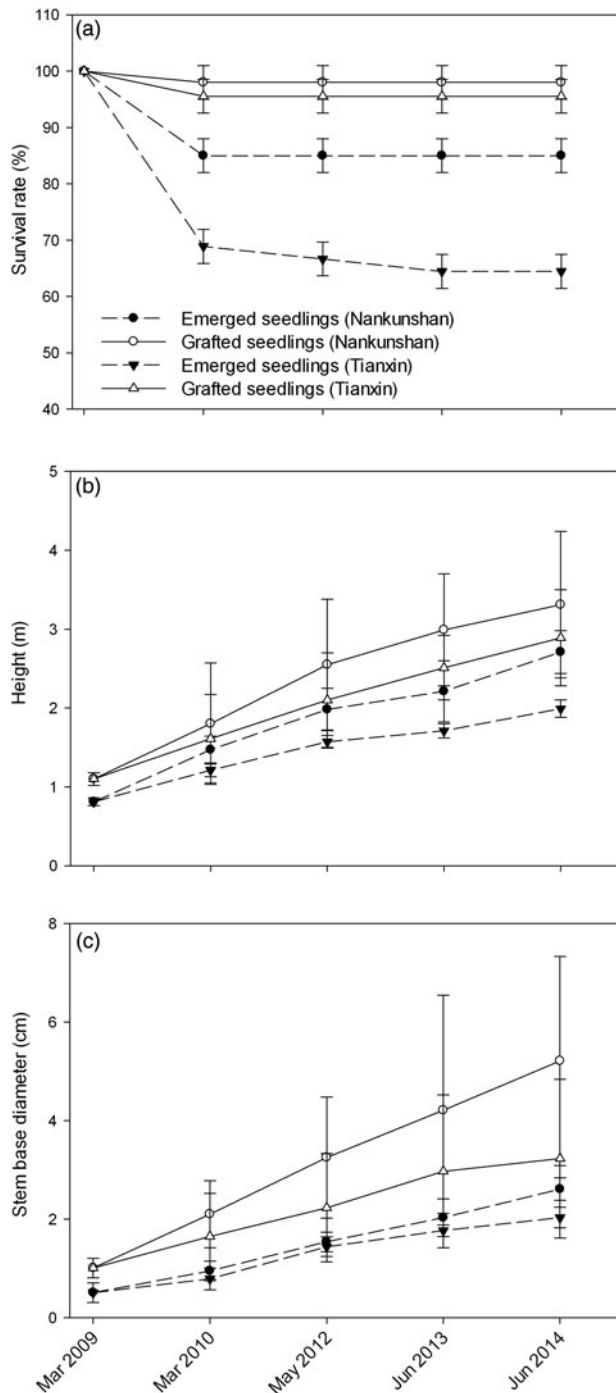 110
(a)
100
90
80
70
60
50
40
Survival rate (%)
Emerged seedlings (Nankunshan)
Grafted seedlings (Nankunshan)
Emerged seedlings (Tianxin)
Grafted seedlings (Tianxin)
5
(b)
4
3
2
1
0
Height (m)
8
(c)
6
4
2
0
Stem base diameter (cm)
Mar 2009
Mar 2010
May 2012
Jun 2013
Jun 2014